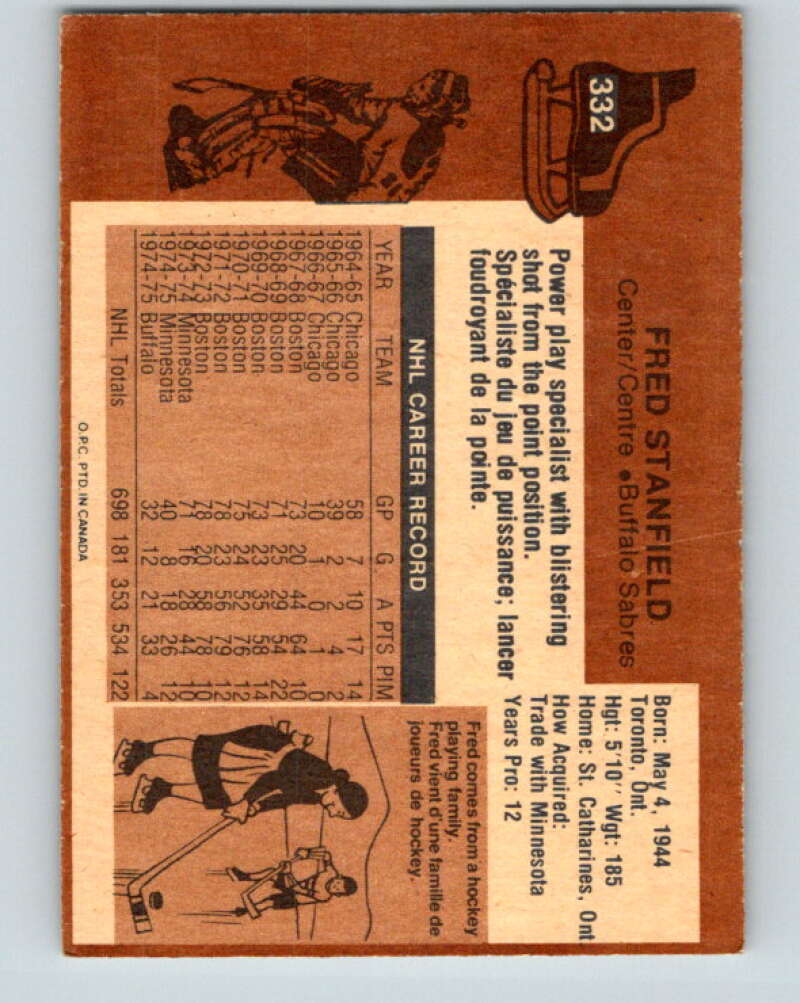 332
FRED STANFIELD
Center/Centre • Buffalo Sabres
Power play specialist with blistering
shot from the point position.
Spécialiste du jeu de puissance; lancer
foudroyant de la pointe.
Born: May 4, 1944
Toronto, Ont.
Hgt: 5'10'' Wgt: 185
Home: St. Catharines, Ont
How Acquired:
Trade with Minnesota
Years Pro: 12
NHL CAREER RECORD
YEAR TEAM GP G A PTS PIM
1964-65 Chicago 58 7 10 17 14
1965-66 Chicago 39 2 2 4 2
1966-67 Chicago 10 1 0 1 0
1967-68 Boston 73 20 44 64 10
1968-69 Boston 71 25 29 54 22
1969-70 Boston 73 23 35 58 14
1970-71 Boston 75 24 52 76 12
1971-72 Boston 78 23 56 79 12
1972-73 Boston 78 20 58 78 10
1973-74 Minnesota 71 16 28 44 10
1974-75 Minnesota 40 8 18 26 12
1974-75 Buffalo 32 12 21 33 4
NHL Totals 698 181 353 534 122
Fred comes from a hockey
playing family.
Fred vient d'une famille de
joueurs de hockey.
O.P.C. PTD. IN CANADA